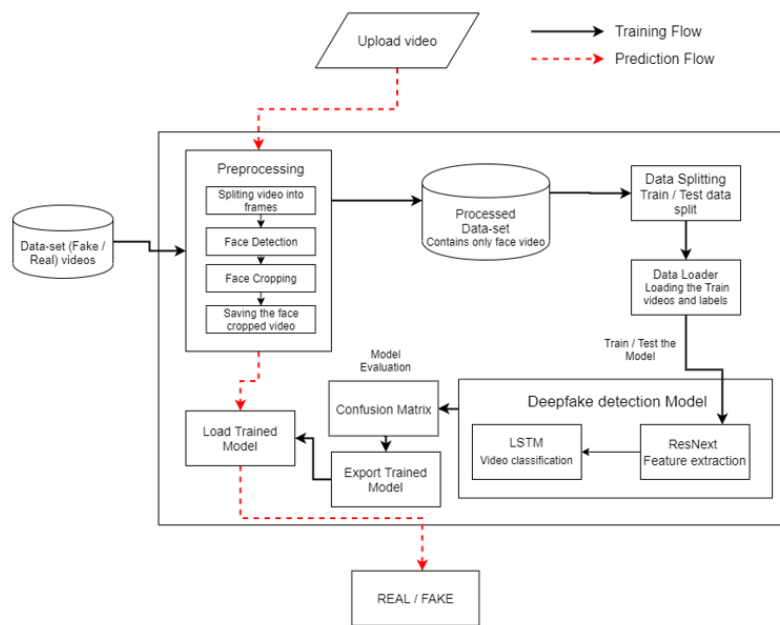 Upload video
Training Flow
Prediction Flow
Preprocessing
Spliting video into
frames
Face Detection
Face Cropping
Saving the face
cropped video
Data-set (Fake /
Real) videos
Processed
Data-set
Contains only face video
Data Splitting
Train / Test data
split
Data Loader
Loading the Train
videos and labels
Train / Test the
Model
Deepfake detection Model
ResNext
Feature extraction
LSTM
Video classification
Model
Evaluation
Confusion Matrix
Export Trained
Model
Load Trained
Model
REAL / FAKE